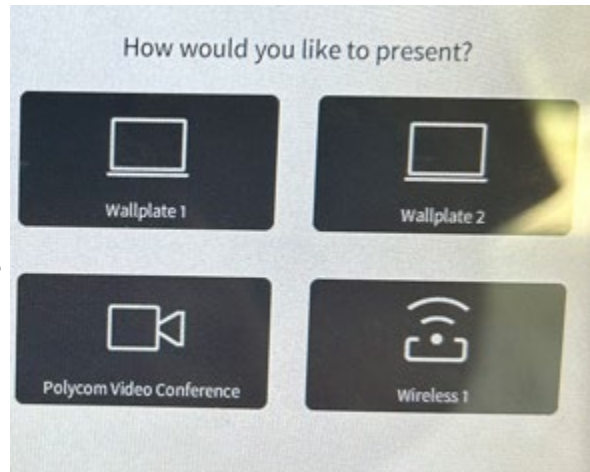 How would you like to present?
Wallplate 1
Wallplate 2
Polycom Video Conference
Wireless 1